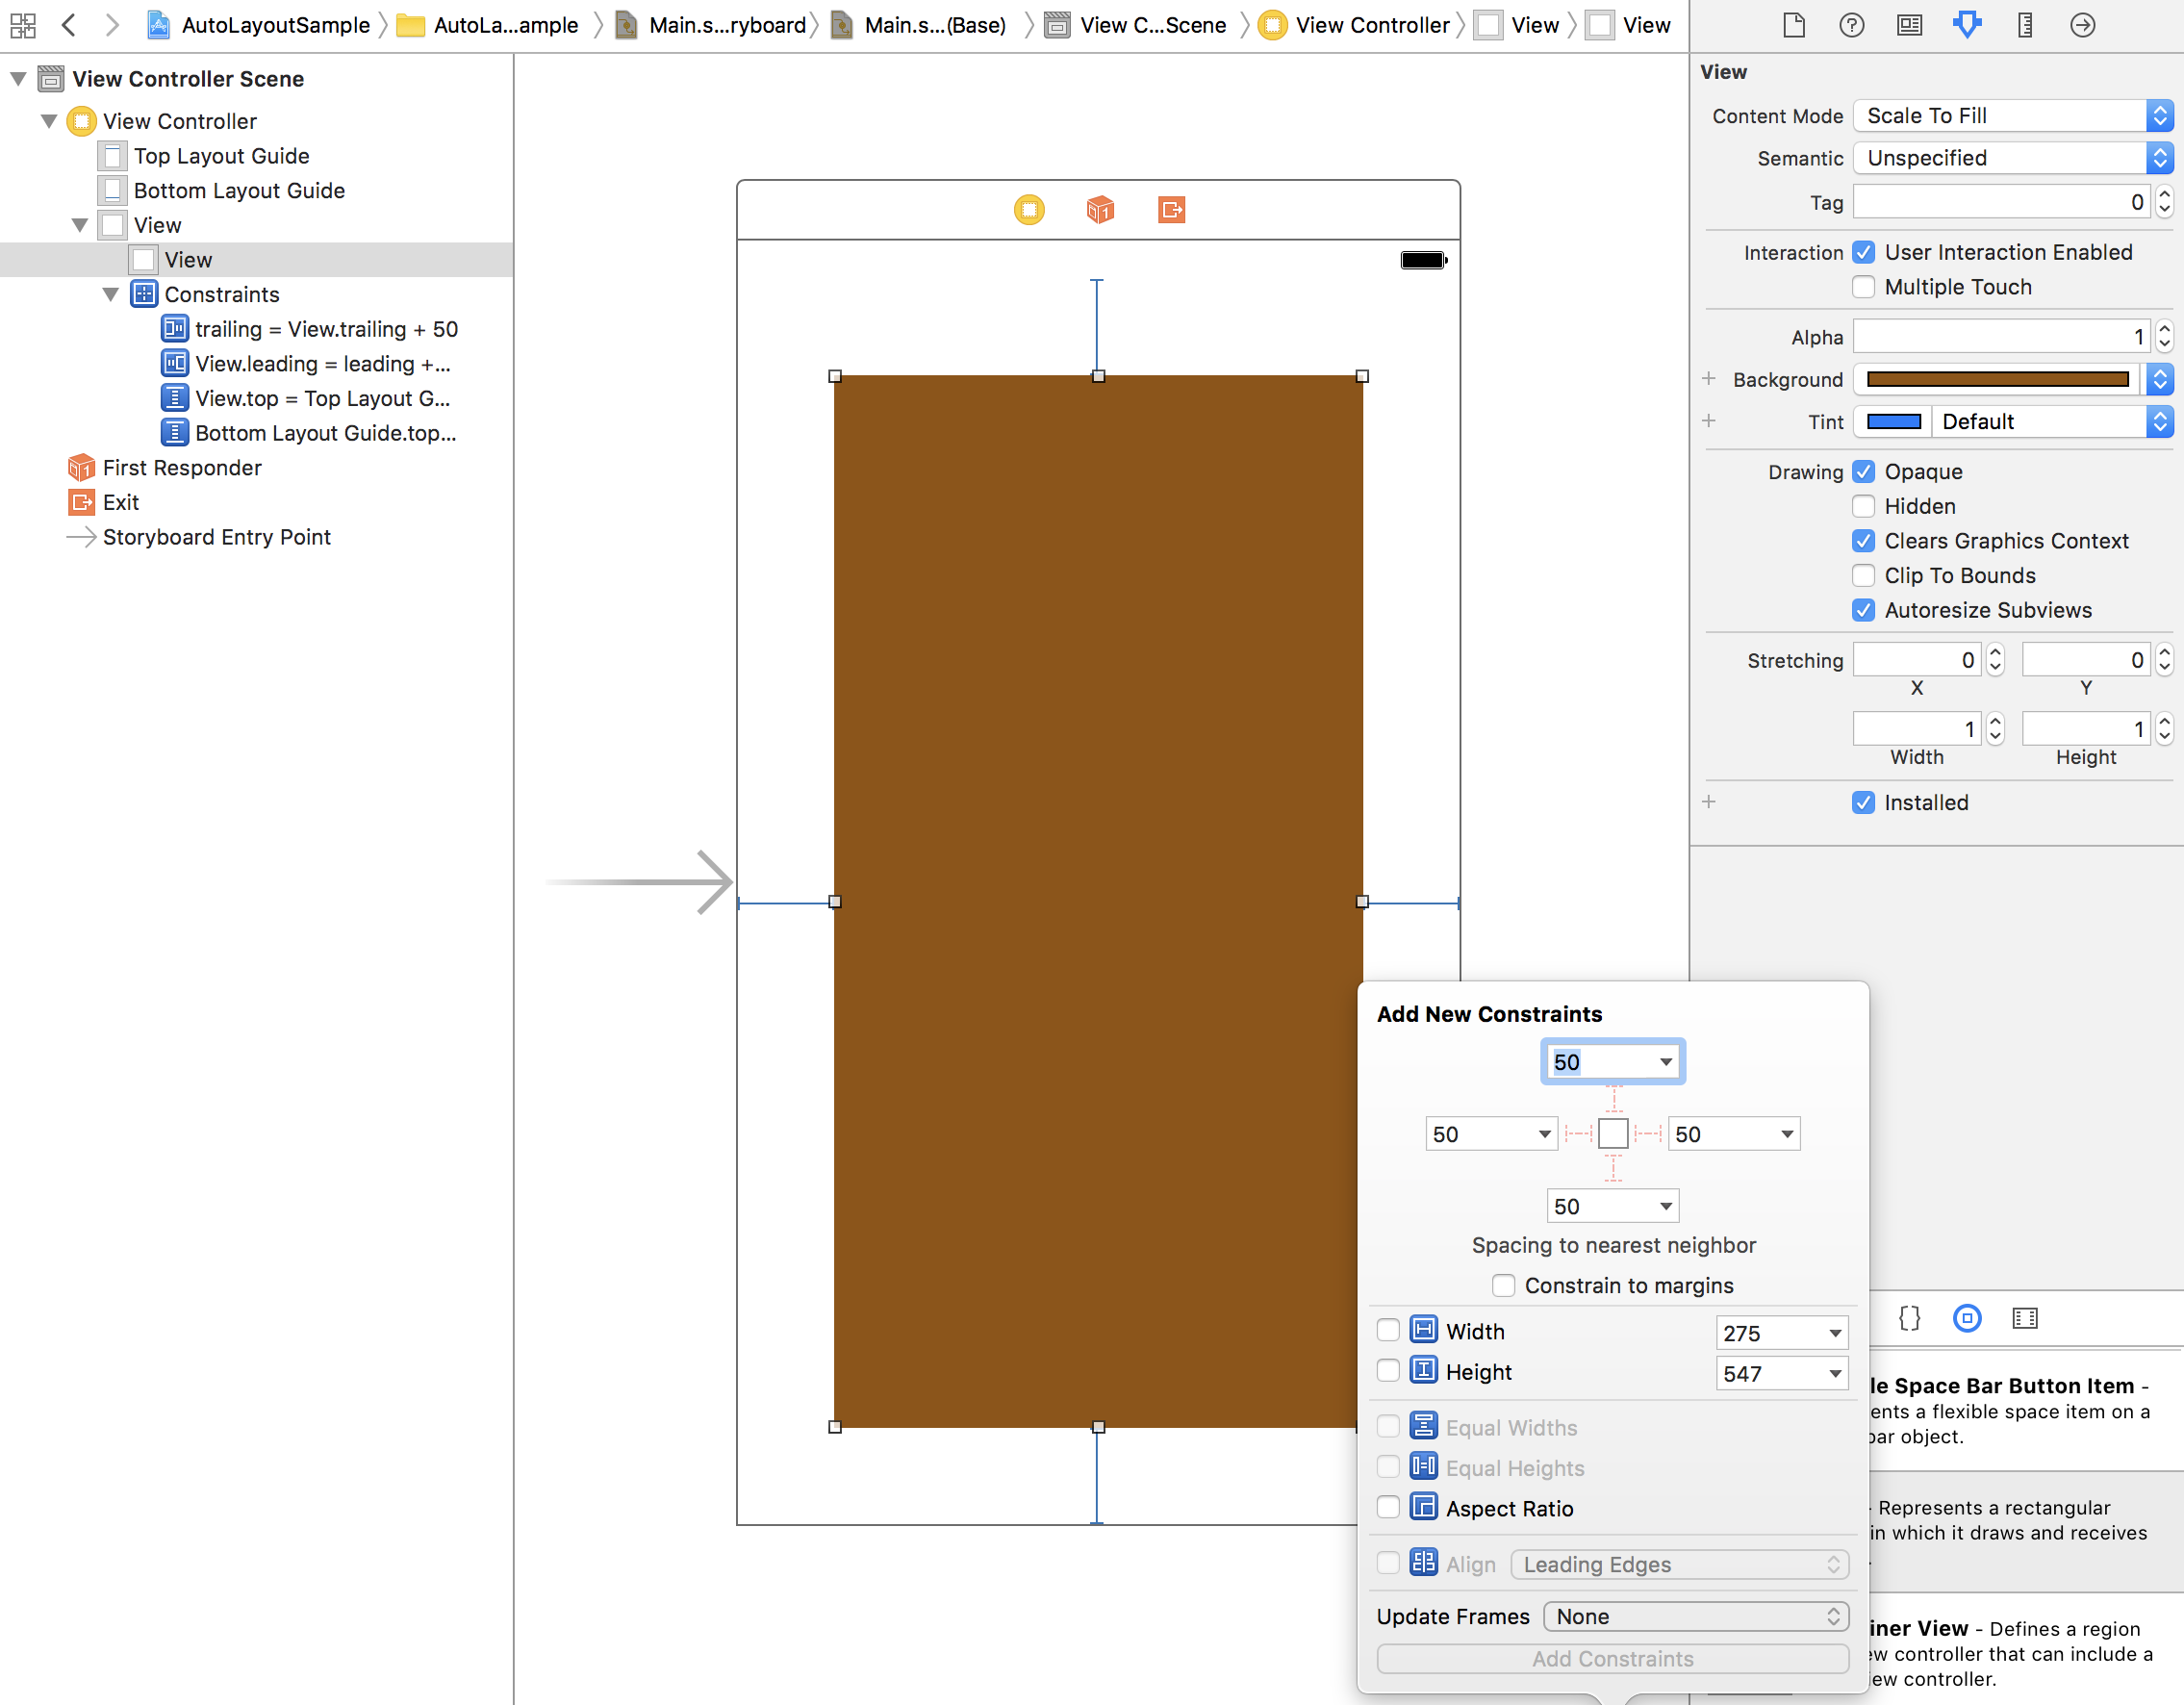 AutoLayoutSample AutoLa...ample Main.s...ryboard Main.s...(Base) View C...Scene View Controller View View
View Controller Scene
View Controller
Top Layout Guide
Bottom Layout Guide
View
View
Constraints
trailing = View.trailing + 50
View.leading = leading +...
View.top = Top Layout G...
Bottom Layout Guide.top...
First Responder
Exit
Storyboard Entry Point
View
Content Mode Scale To Fill
Semantic Unspecified
Tag 0
Interaction User Interaction Enabled
Multiple Touch
Alpha 1
Background
Tint Default
Drawing Opaque
Hidden
Clears Graphics Context
Clip To Bounds
Autoresize Subviews
Stretching 0 0
X Y
1 1
Width Height
Installed
Add New Constraints
50
50 50
50
Spacing to nearest neighbor
Constrain to margins
Width 275
Height 547
Equal Widths
Equal Heights
Aspect Ratio
Align Leading Edges
Update Frames None
Add Constraints
{}
le Space Bar Button Item -
ents a flexible space item on a
bar object.
- Represents a rectangular
in which it draws and receives
iner View - Defines a region
ew controller that can include a
iew controller.